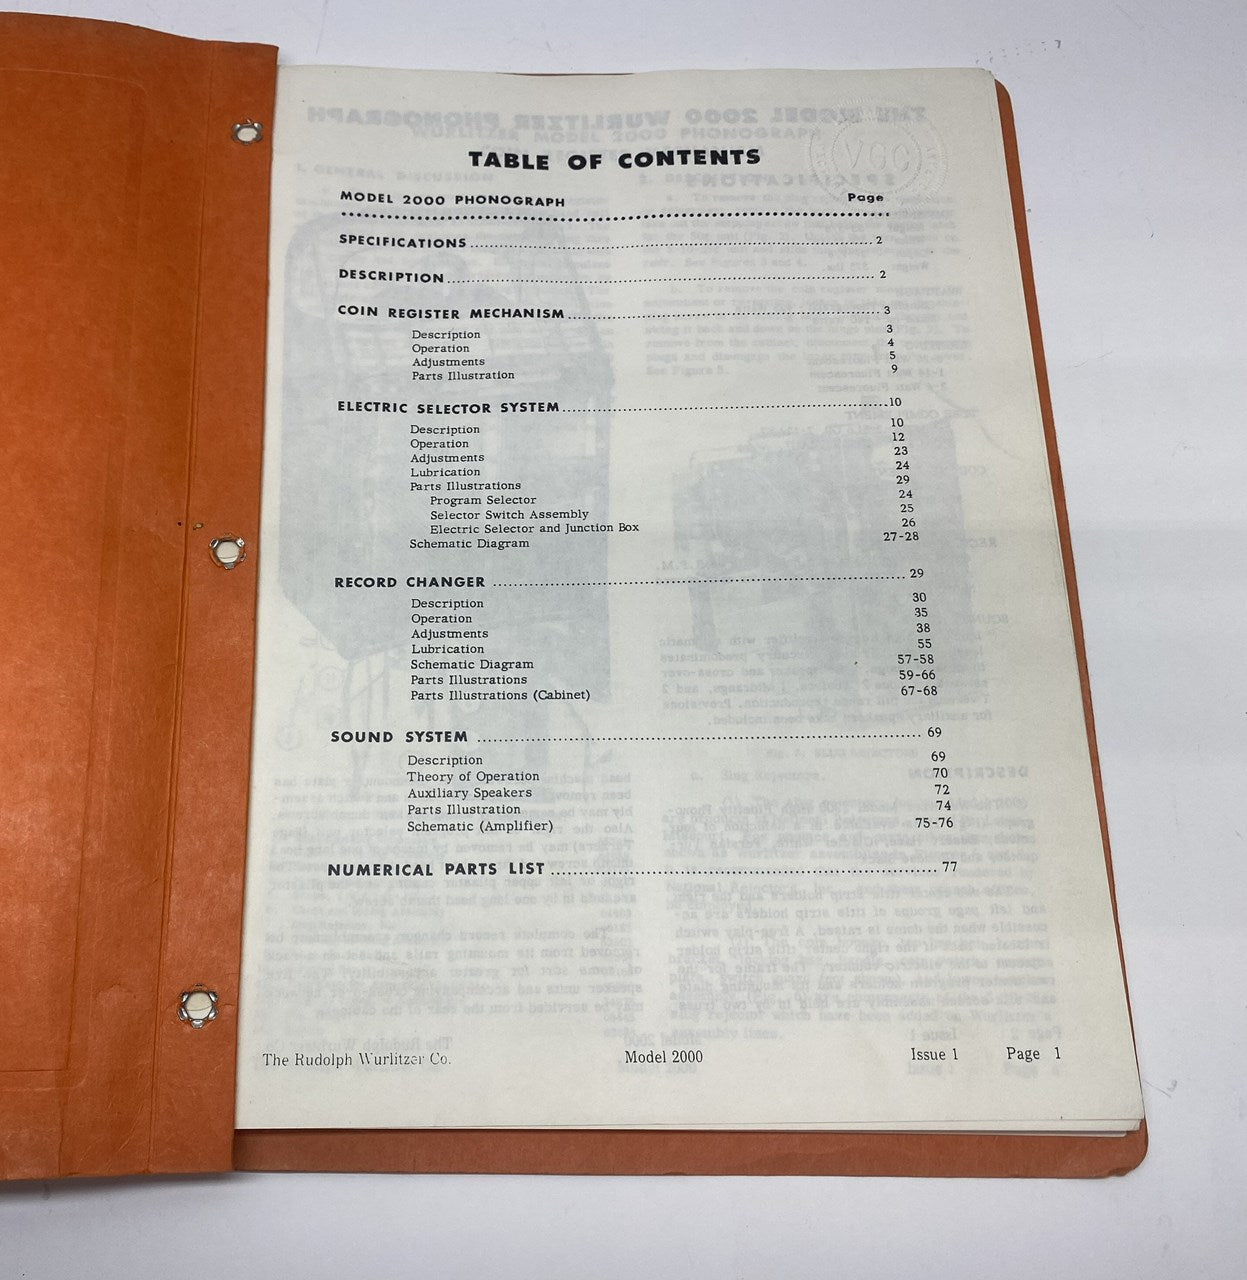 TABLE OF CONTENTS
MODEL 2000 PHONOGRAPH Page
SPECIFICATIONS 2
DESCRIPTION 2
COIN REGISTER MECHANISM 3
Description 3
Operation 4
Adjustments 5
Parts Illustration 9
ELECTRIC SELECTOR SYSTEM 10
Description 10
Operation 12
Adjustments 23
Lubrication 24
Parts Illustrations 29
Program Selector 24
Selector Switch Assembly 25
Electric Selector and Junction Box 26
Schematic Diagram 27-28
RECORD CHANGER 29
Description 30
Operation 35
Adjustments 38
Lubrication 55
Schematic Diagram 57-58
Parts Illustrations 59-66
Parts Illustrations (Cabinet) 67-68
SOUND SYSTEM 69
Description 69
Theory of Operation 70
Auxiliary Speakers 72
Parts Illustration 74
Schematic (Amplifier) 75-76
NUMERICAL PARTS LIST 77
The Rudolph Wurlitzer Co. Model 2000 Issue 1 Page 1
VGC